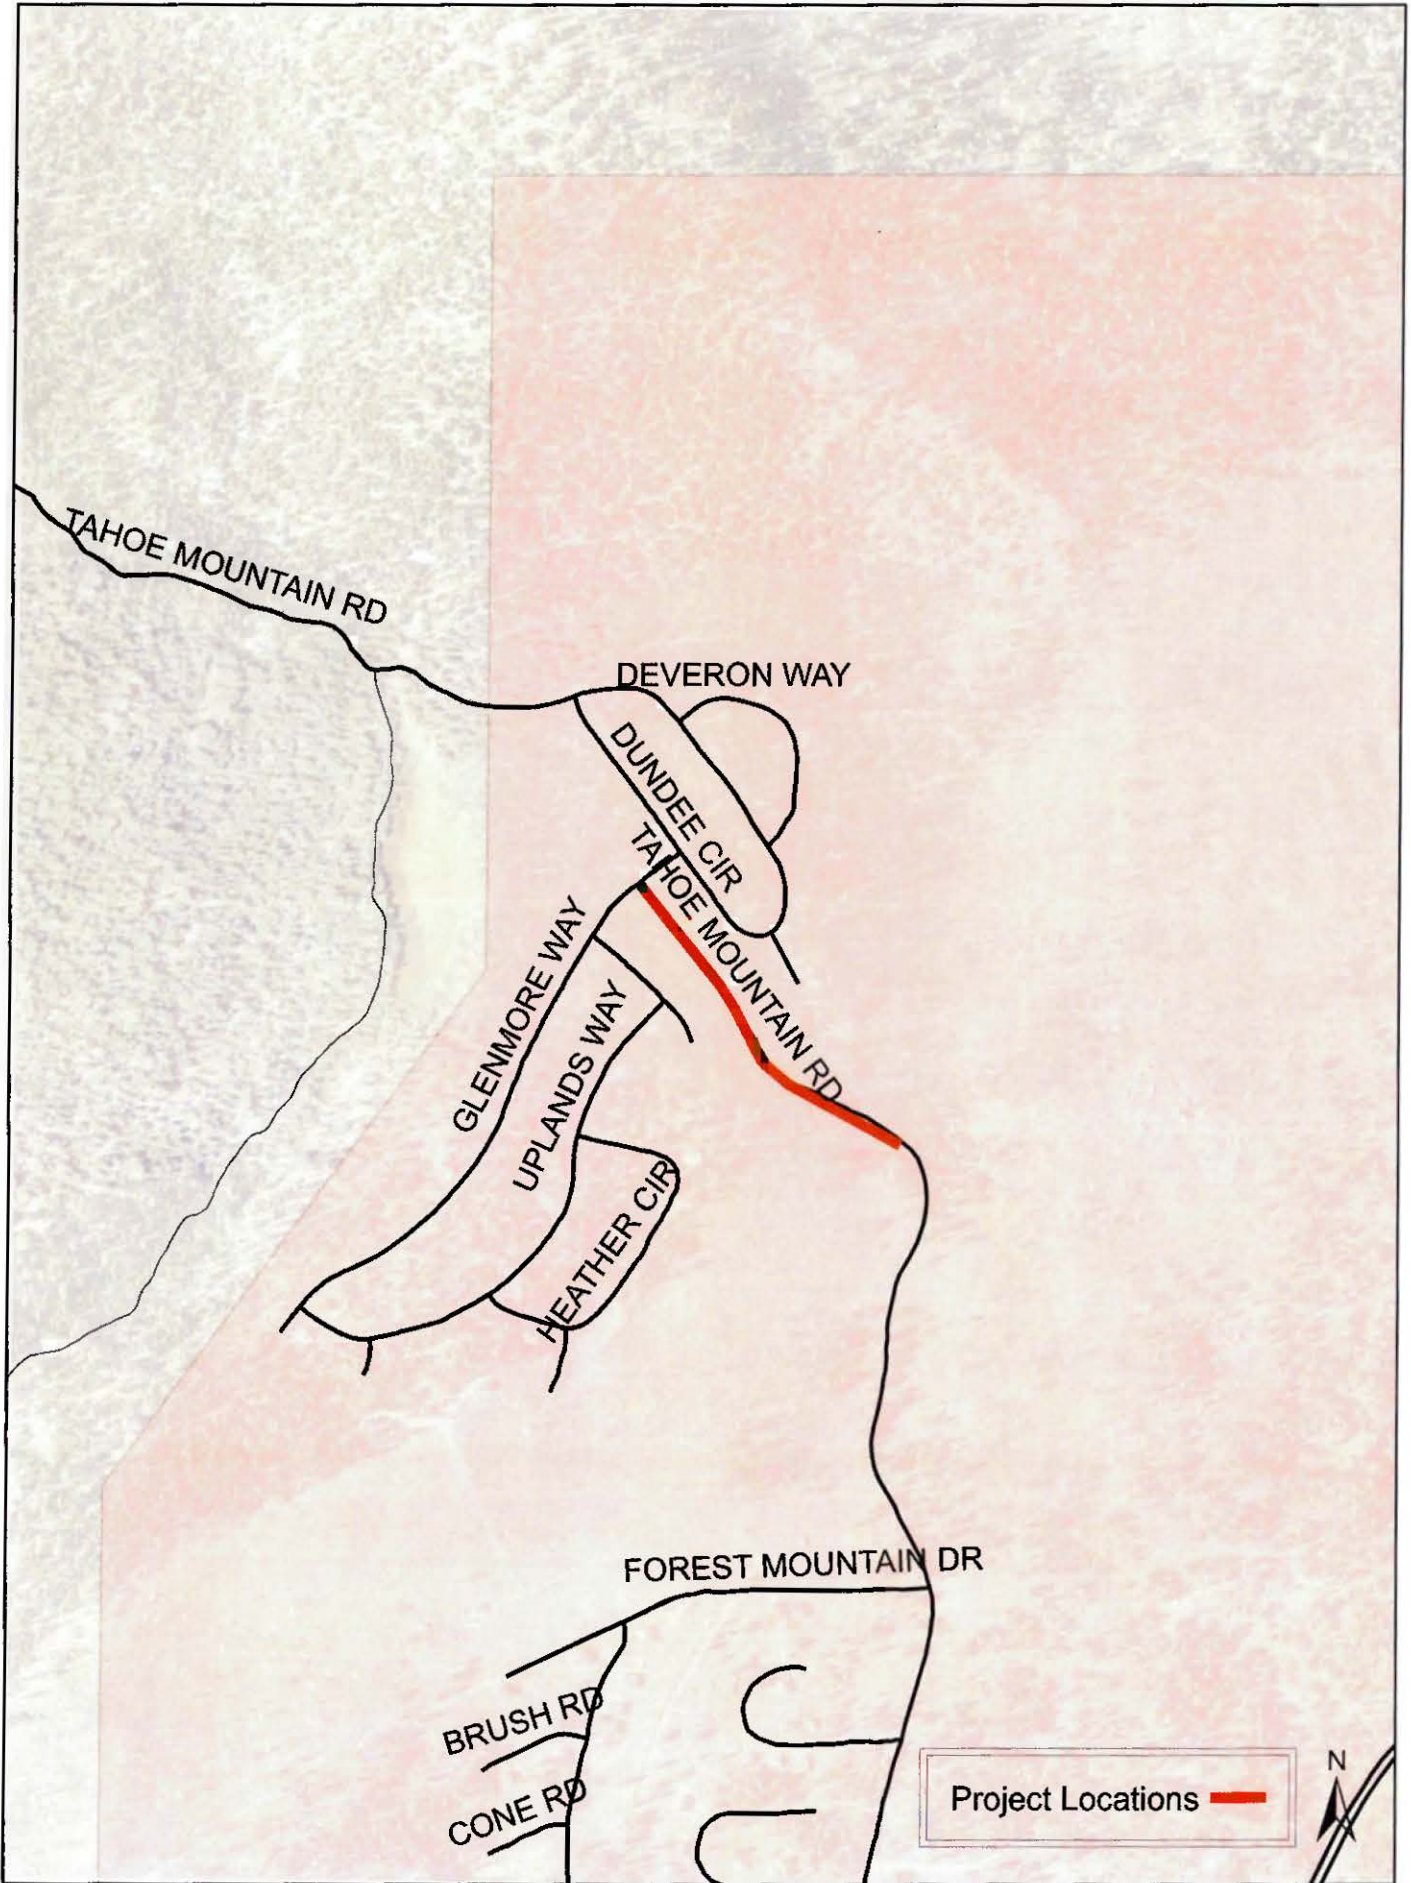 TAHOE MOUNTAIN RD
DEVERON WAY
DUNDEE CIR
TAHOE MOUNTAIN RD
GLENMORE WAY
UPLANDS WAY
HEATHER CIR
FOREST MOUNTAIN DR
BRUSH RD
CONE RD
Project Locations
N